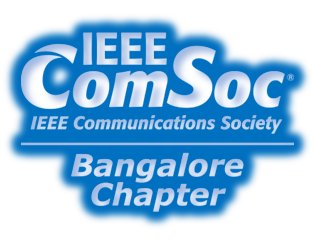 IEEE
ComSoc®
IEEE Communications Society
Bangalore
Chapter